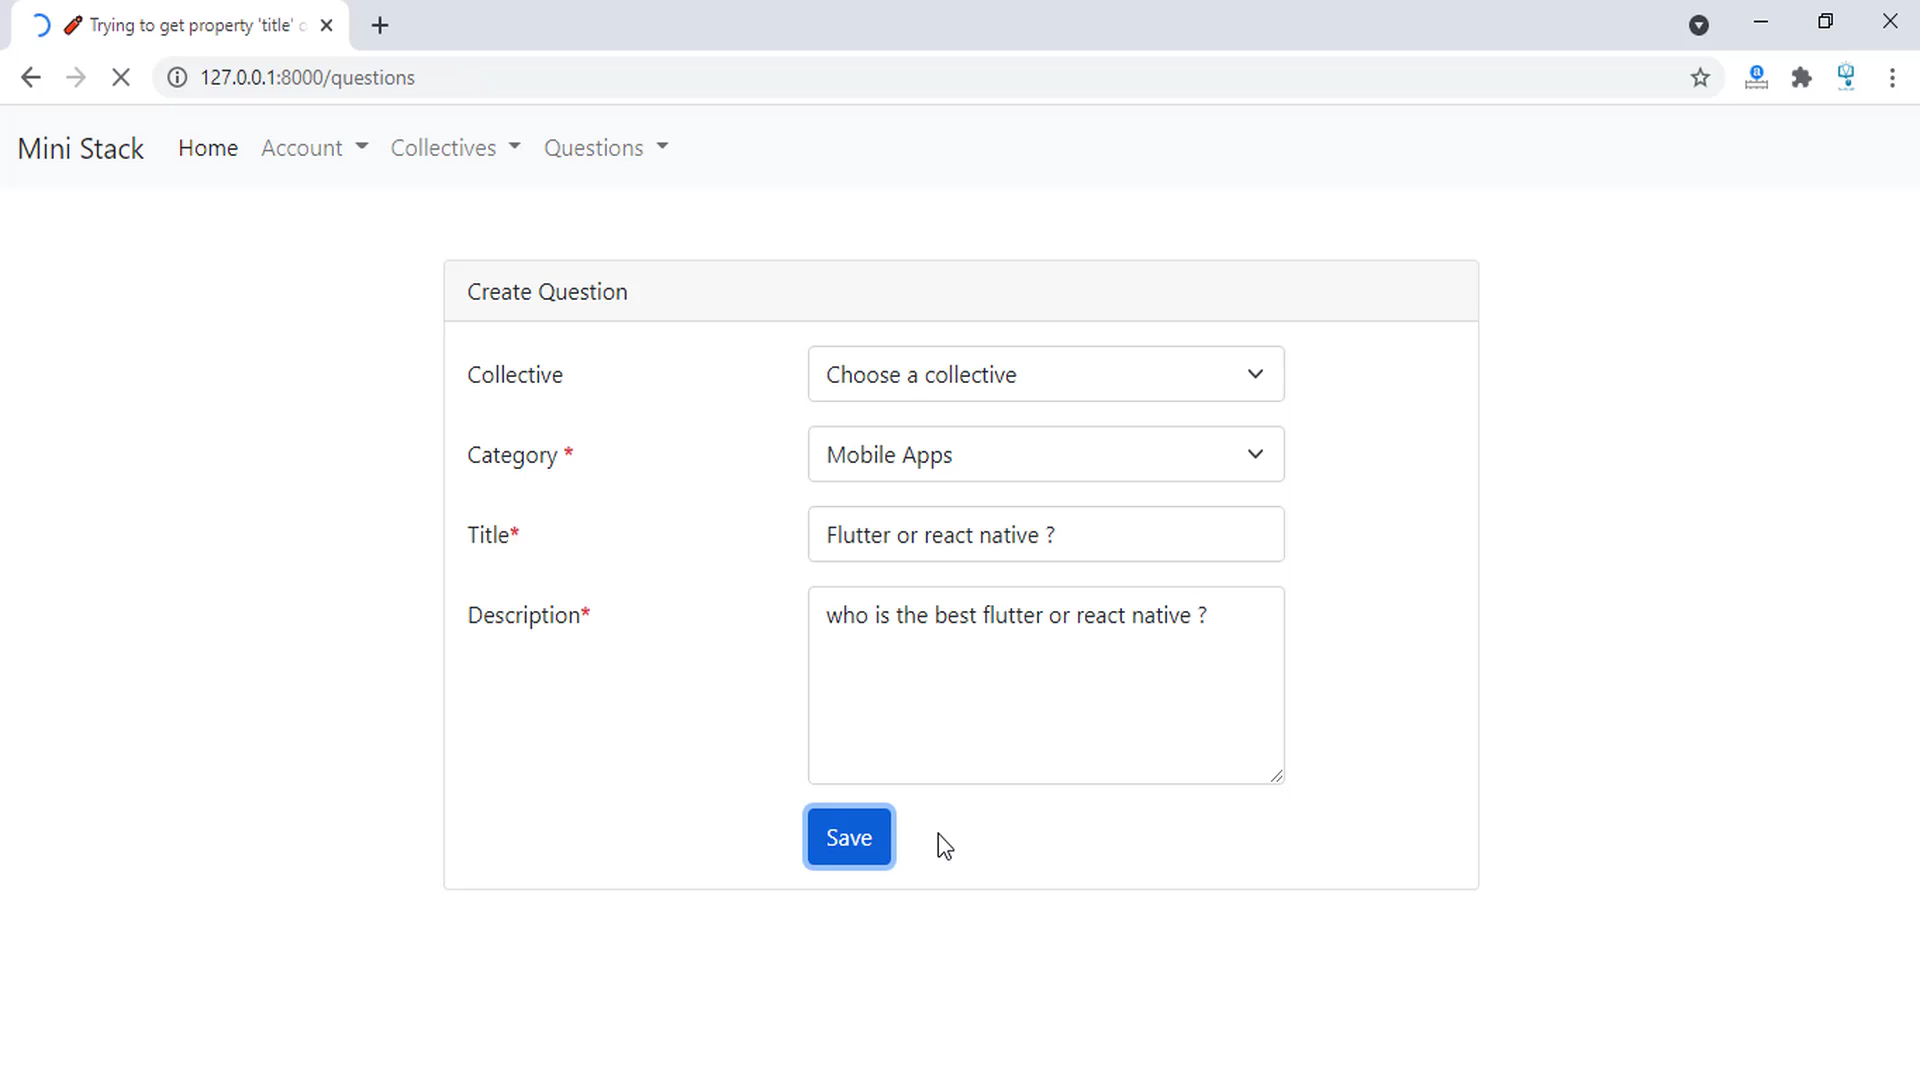 Trying to get property 'title'
127.0.0.1:8000/questions
Mini Stack Home Account Collectives Questions
Create Question
Collective Choose a collective
Category * Mobile Apps
Title* Flutter or react native ?
Description* who is the best flutter or react native ?
Save